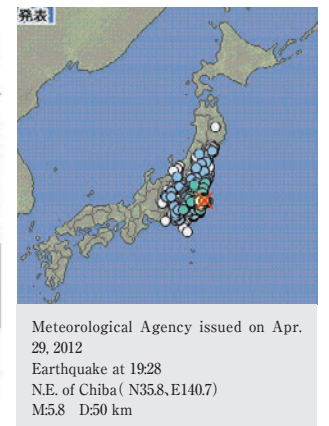 発表
Meteorological Agency issued on Apr.
29, 2012
Earthquake at 19:28
N.E. of Chiba( N35.8、E140.7)
M:5.8 D:50 km